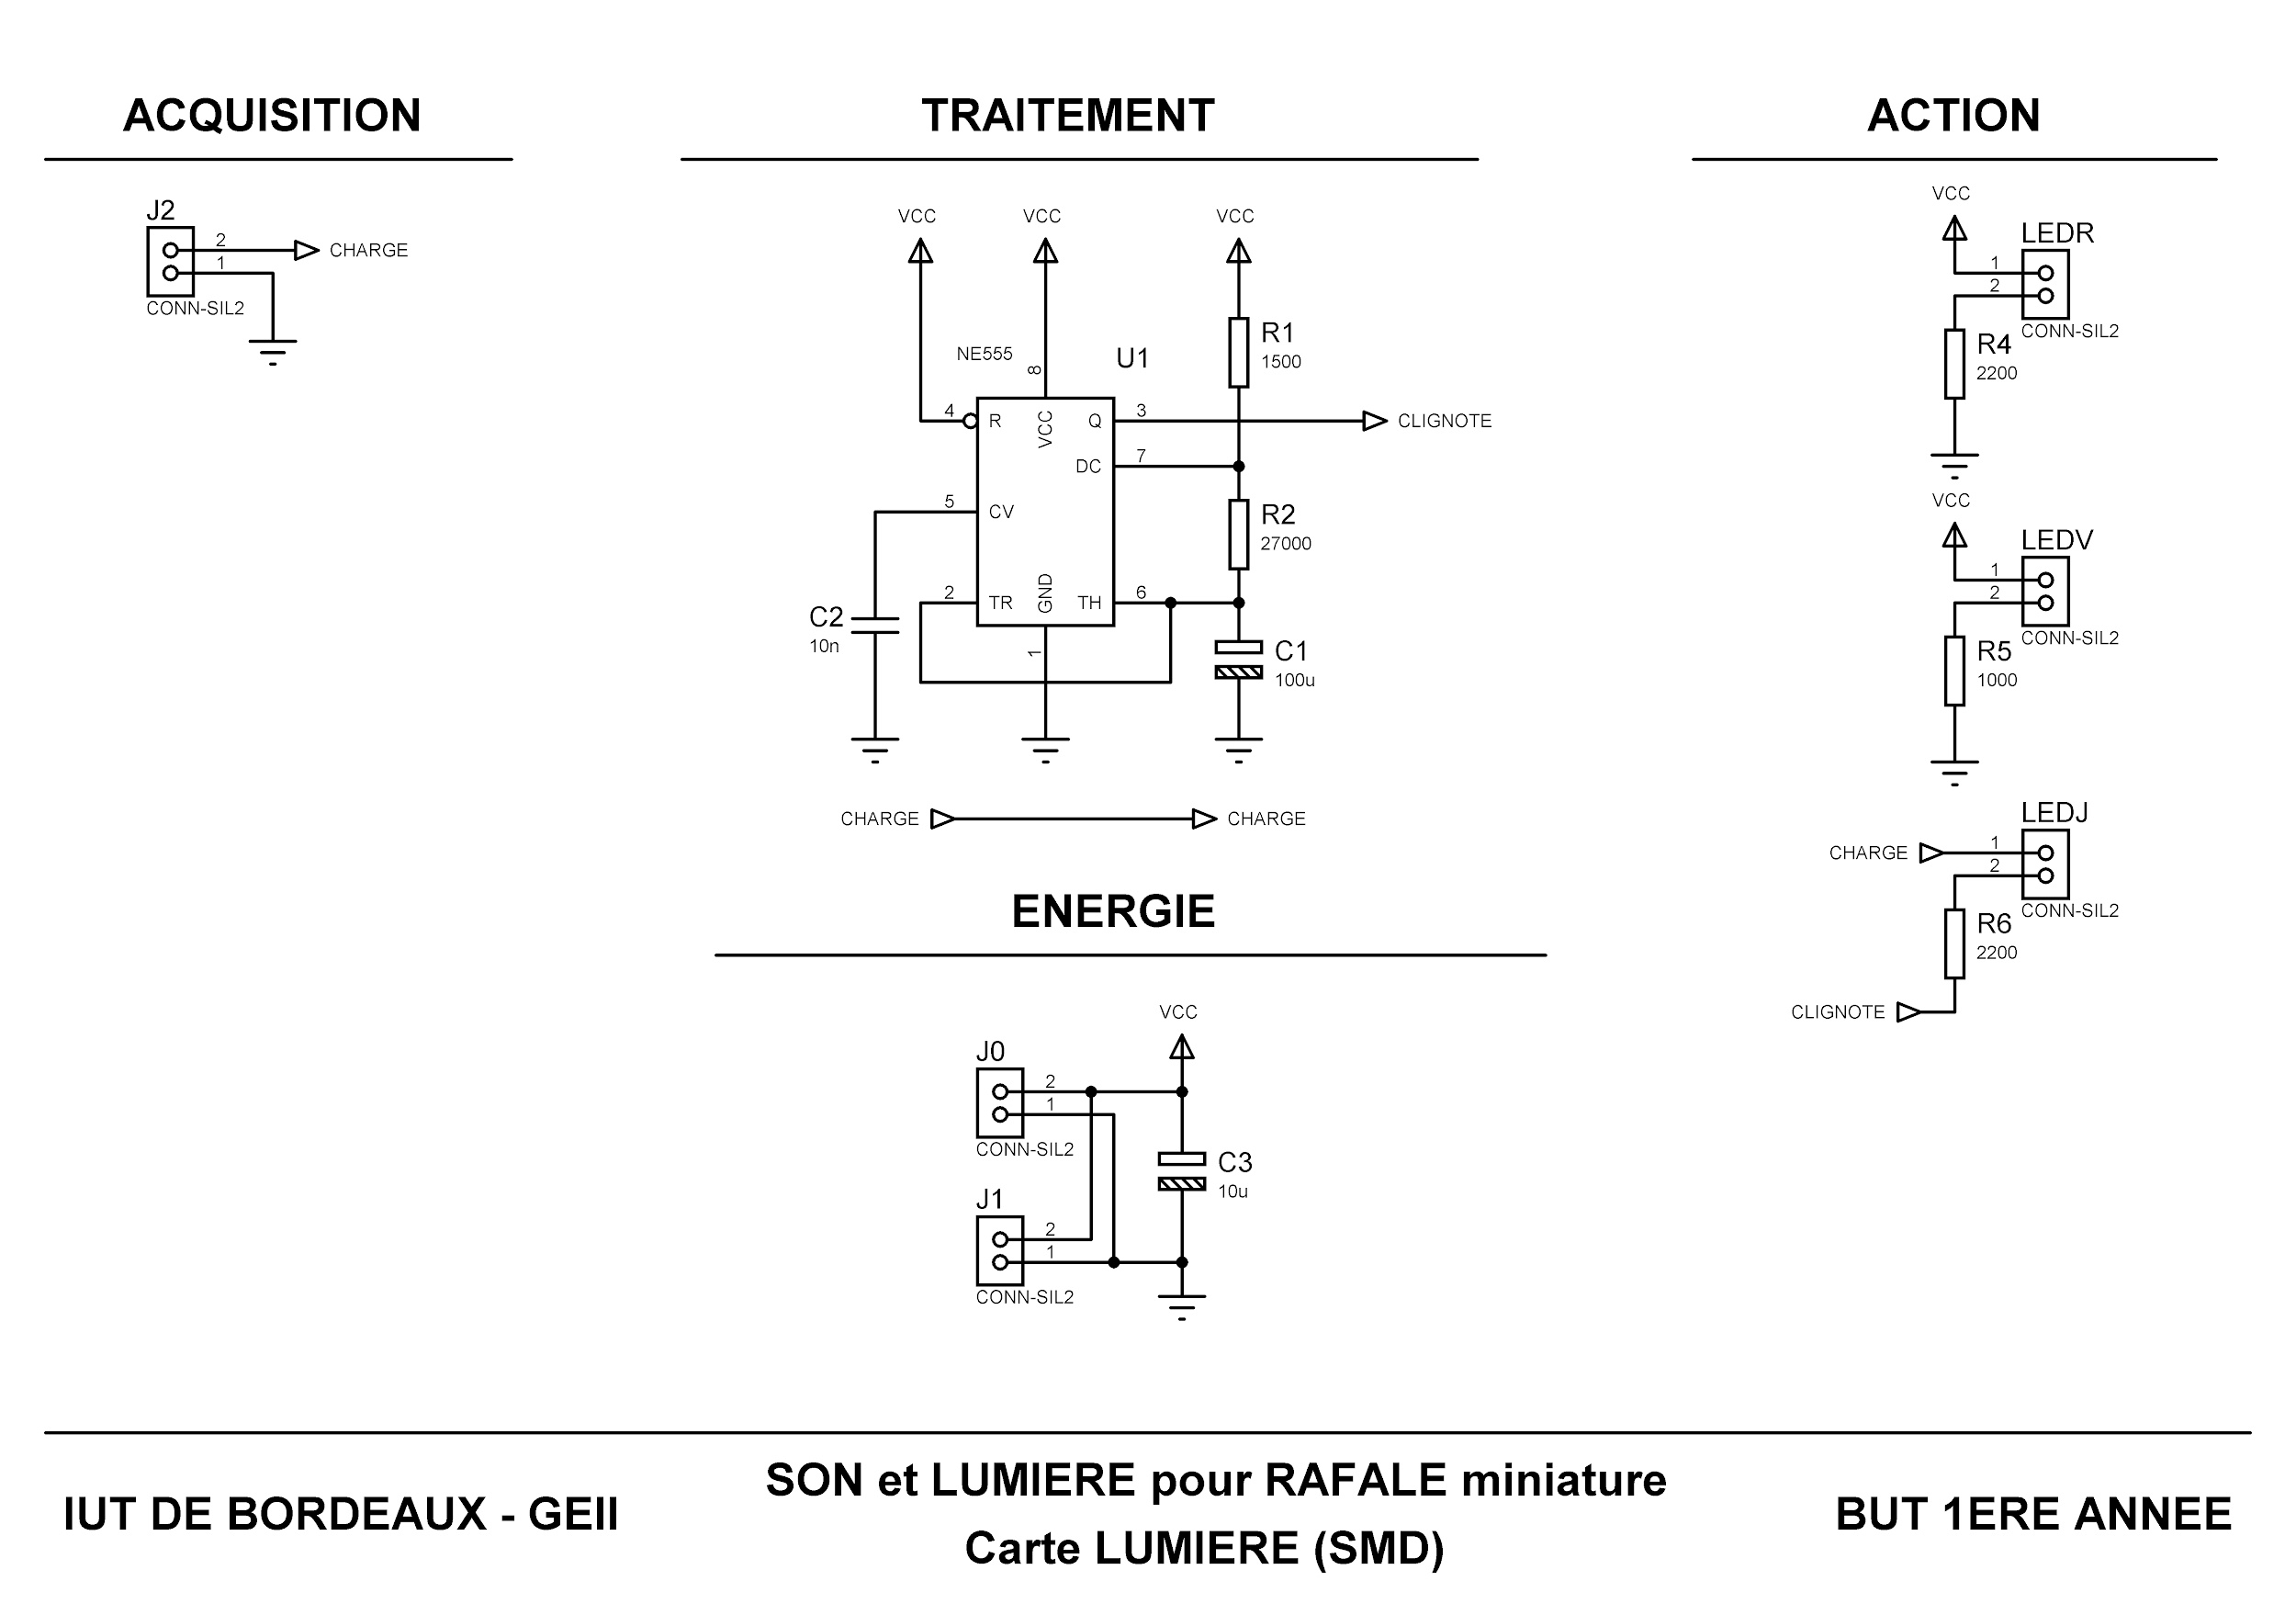 ACQUISITION
J2
2
CHARGE
1
CONN-SIL2
TRAITEMENT
VCC
VCC
VCC
NE555
U1
R1
1500
8
4
R
VCC
Q
3
CLIGNOTE
DC
7
5
CV
R2
27000
2
TR
GND
TH
6
C2
10n
1
C1
100u
CHARGE
CHARGE
ACTION
VCC
LEDR
1
2
CONN-SIL2
R4
2200
VCC
LEDV
1
2
CONN-SIL2
R5
1000
LEDJ
CHARGE
1
2
CONN-SIL2
R6
2200
CLIGNOTE
ENERGIE
VCC
J0
2
1
CONN-SIL2
C3
10u
J1
2
1
CONN-SIL2
IUT DE BORDEAUX - GEII
SON et LUMIERE pour RAFALE miniature
Carte LUMIERE (SMD)
BUT 1ERE ANNEE